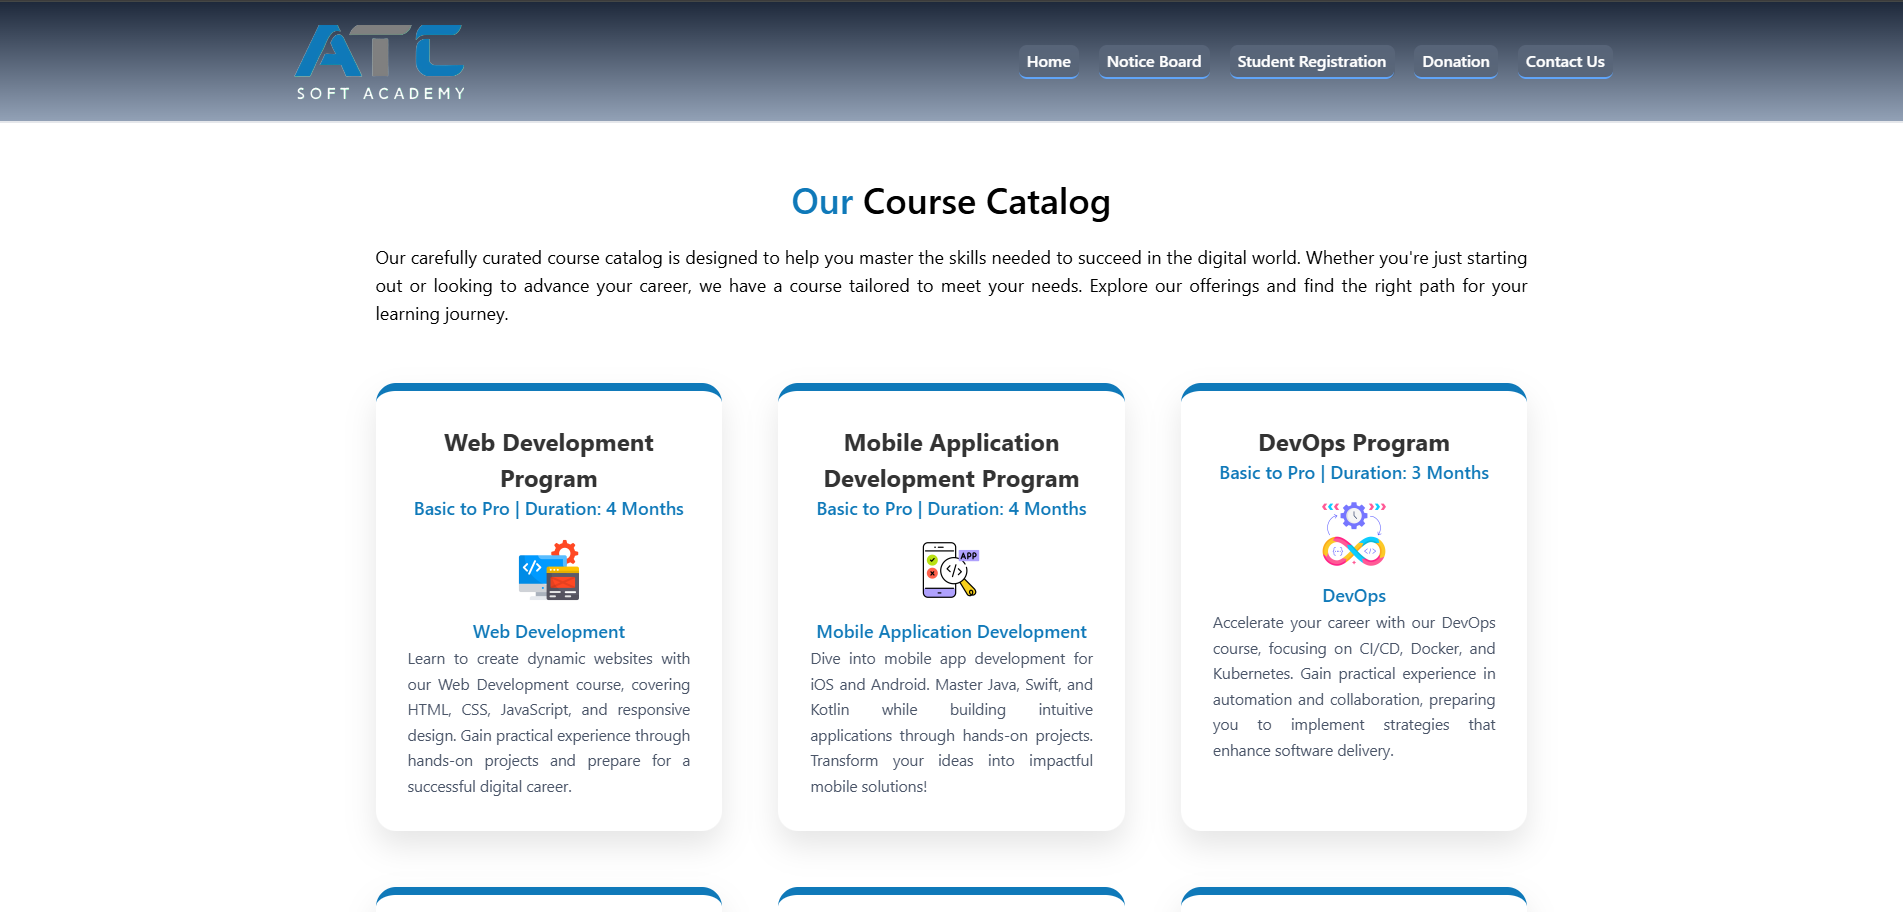 ATC
SOFT ACADEMY
Home
Notice Board
Student Registration
Donation
Contact Us
Our Course Catalog
Our carefully curated course catalog is designed to help you master the skills needed to succeed in the digital world. Whether you're just starting
out or looking to advance your career, we have a course tailored to meet your needs. Explore our offerings and find the right path for your
learning journey.
Web Development
Program
Basic to Pro | Duration: 4 Months
</>
Web Development
Learn to create dynamic websites with
our Web Development course, covering
HTML, CSS, JavaScript, and responsive
design. Gain practical experience through
hands-on projects and prepare for a
successful digital career.
Mobile Application
Development Program
Basic to Pro | Duration: 4 Months
APP
</>
Mobile Application Development
Dive into mobile app development for
iOS and Android. Master Java, Swift, and
Kotlin while building intuitive
applications through hands-on projects.
Transform your ideas into impactful
mobile solutions!
DevOps Program
Basic to Pro | Duration: 3 Months
</>
DevOps
Accelerate your career with our DevOps
course, focusing on CI/CD, Docker, and
Kubernetes. Gain practical experience in
automation and collaboration, preparing
you to implement strategies that
enhance software delivery.